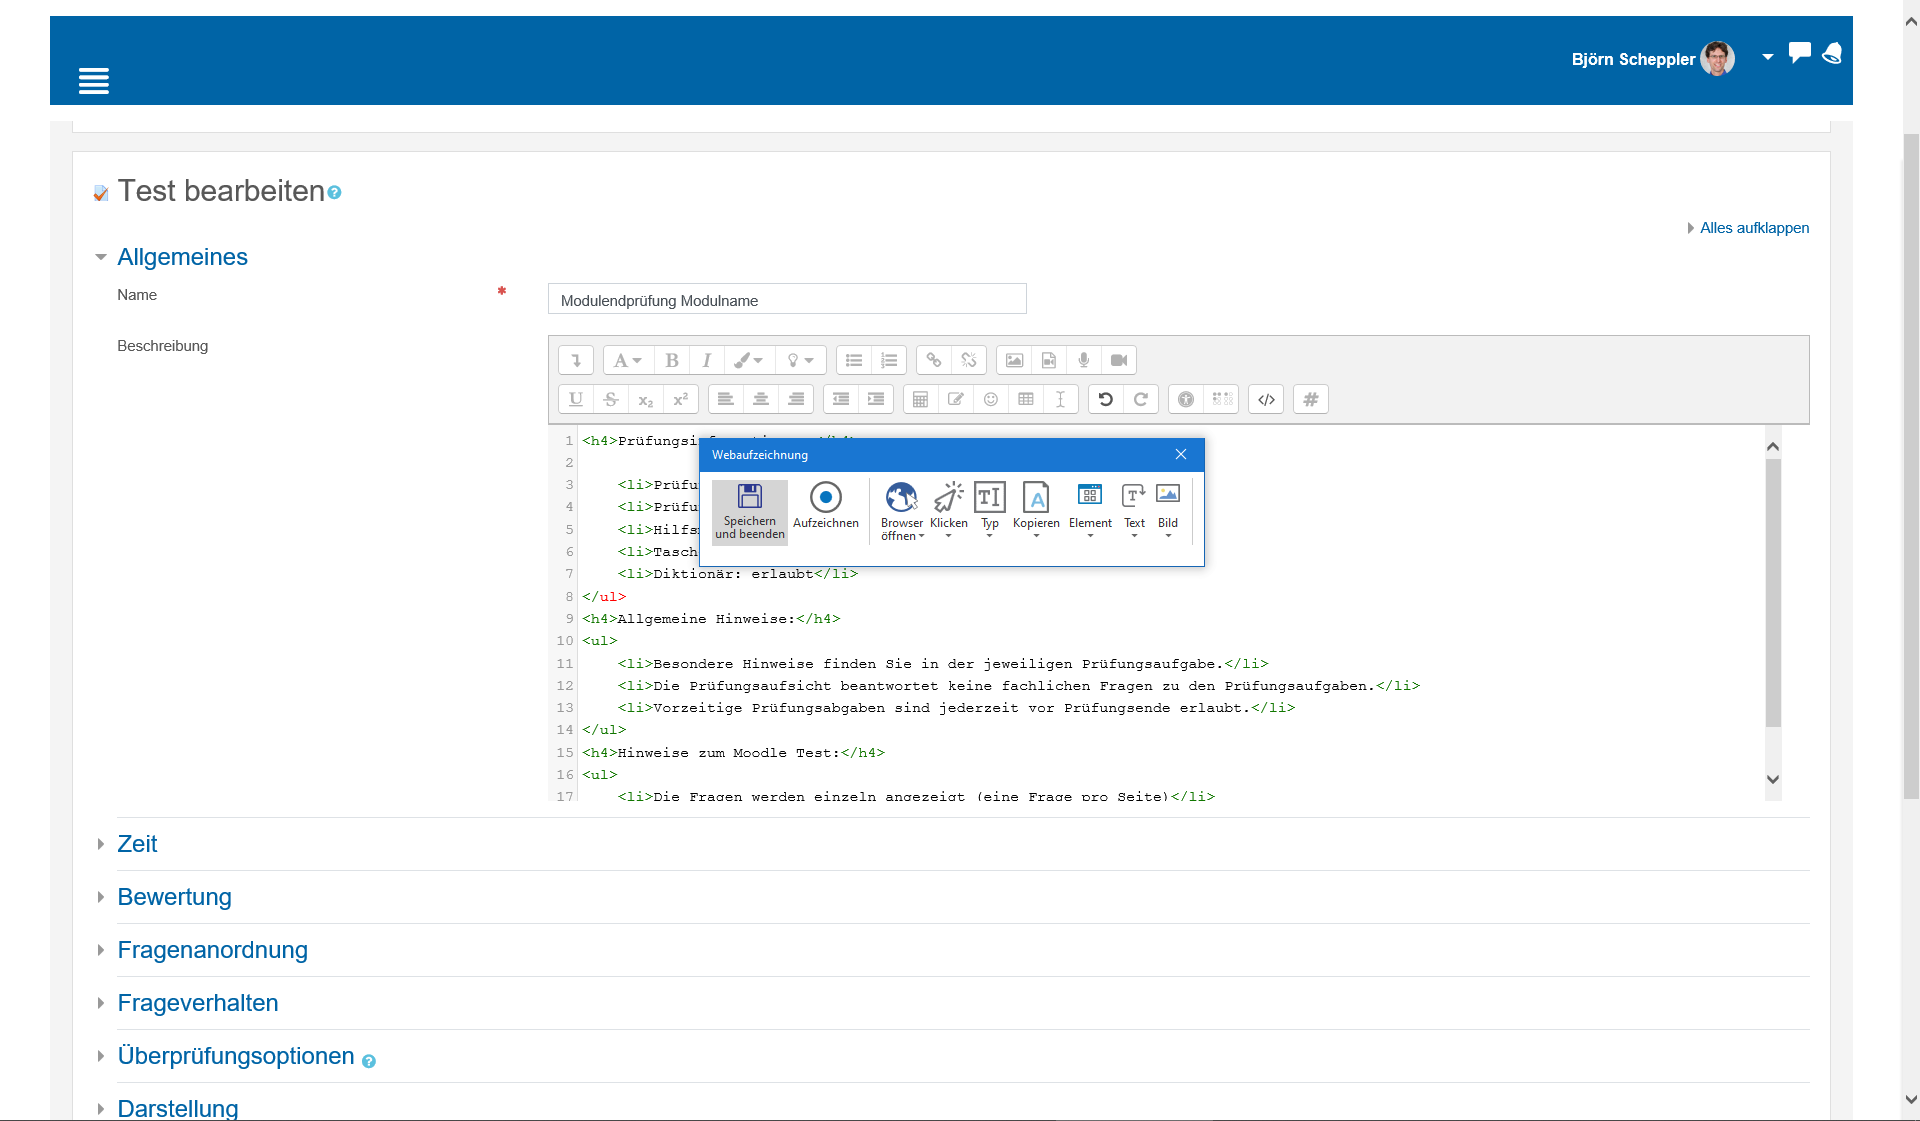 Björn Scheppler
Test bearbeiten
Alles aufklappen
Allgemeines
Name
Modulendprüfung Modulname
Beschreibung
1 <h4>Prüfungsi
2
3 <li>Prüfu
4 <li>Prüfu
5 <li>Hilfs
6 <li>Tasch
7 <li>Diktionär: erlaubt</li>
8 </ul>
9 <h4>Allgemeine Hinweise:</h4>
10 <ul>
11 <li>Besondere Hinweise finden Sie in der jeweiligen Prüfungsaufgabe.</li>
12 <li>Die Prüfungsaufsicht beantwortet keine fachlichen Fragen zu den Prüfungsaufgaben.</li>
13 <li>Vorzeitige Prüfungsabgaben sind jederzeit vor Prüfungsende erlaubt.</li>
14 </ul>
15 <h4>Hinweise zum Moodle Test:</h4>
16 <ul>
17 <li>Die Fragen werden einzeln angezeigt (eine Frage pro Seite)</li>
Webaufzeichnung
Speichern und beenden
Aufzeichnen
Browser öffnen
Klicken
Typ
Kopieren
Element
Text
Bild
Zeit
Bewertung
Fragenanordnung
Frageverhalten
Überprüfungsoptionen
Darstellung